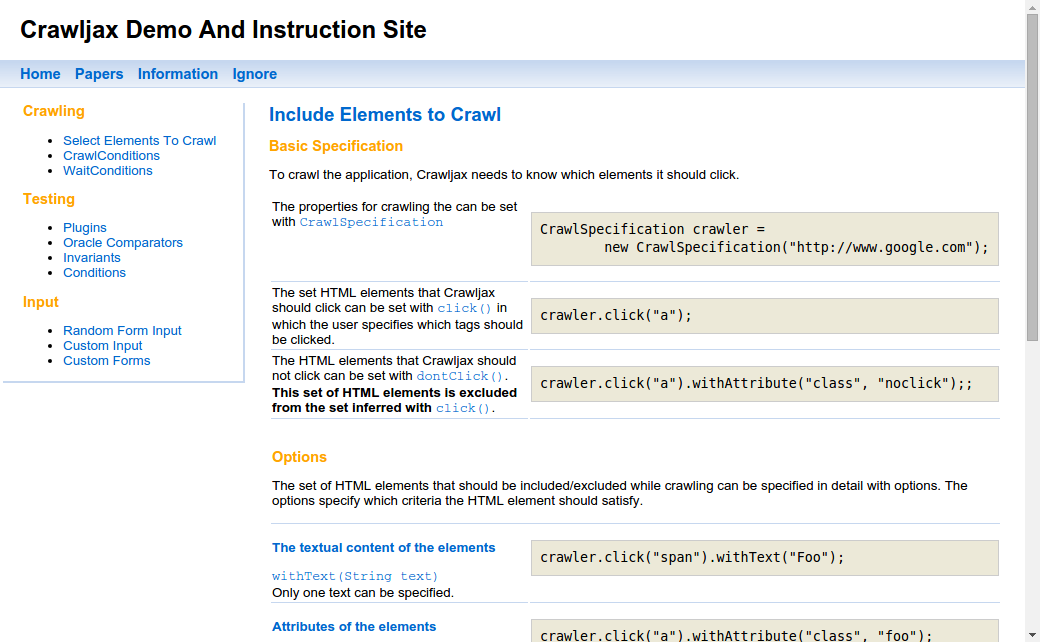 Crawljax Demo And Instruction Site
Home Papers Information Ignore
Crawling
Select Elements To Crawl
CrawlConditions
WaitConditions
Testing
Plugins
Oracle Comparators
Invariants
Conditions
Input
Random Form Input
Custom Input
Custom Forms
Include Elements to Crawl
Basic Specification
To crawl the application, Crawljax needs to know which elements it should click.
The properties for crawling the can be set
with CrawlSpecification
CrawlSpecification crawler =
new CrawlSpecification("http://www.google.com");
The set HTML elements that Crawljax
should click can be set with click() in
which the user specifies which tags should
be clicked.
crawler.click("a");
The HTML elements that Crawljax should
not click can be set with dontClick().
This set of HTML elements is excluded
from the set inferred with click().
crawler.click("a").withAttribute("class", "noclick");;
Options
The set of HTML elements that should be included/excluded while crawling can be specified in detail with options. The
options specify which criteria the HTML element should satisfy.
The textual content of the elements
withText(String text)
Only one text can be specified.
crawler.click("span").withText("Foo");
Attributes of the elements
crawler.click("a").withAttribute("class", "foo");